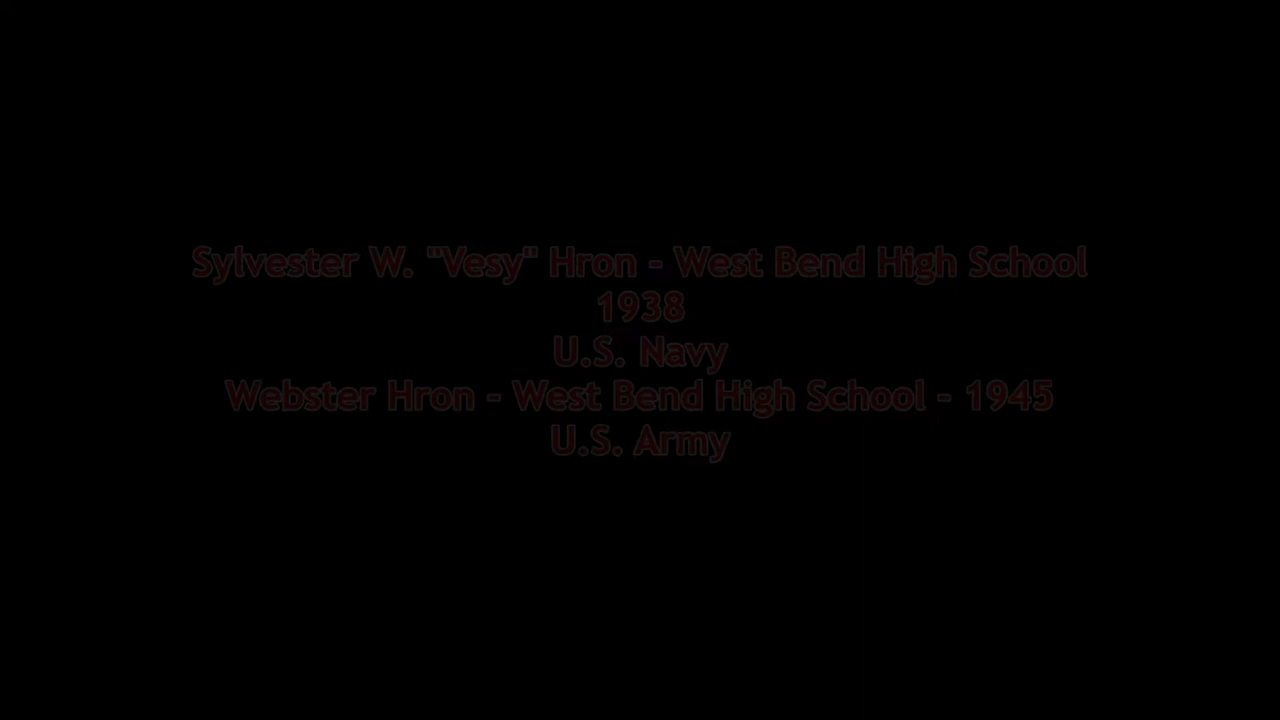 Sylvester W. "Vesy" Hron - West Bend High School
1938
U.S. Navy
Webster Hron - West Bend High School - 1945
U.S. Army